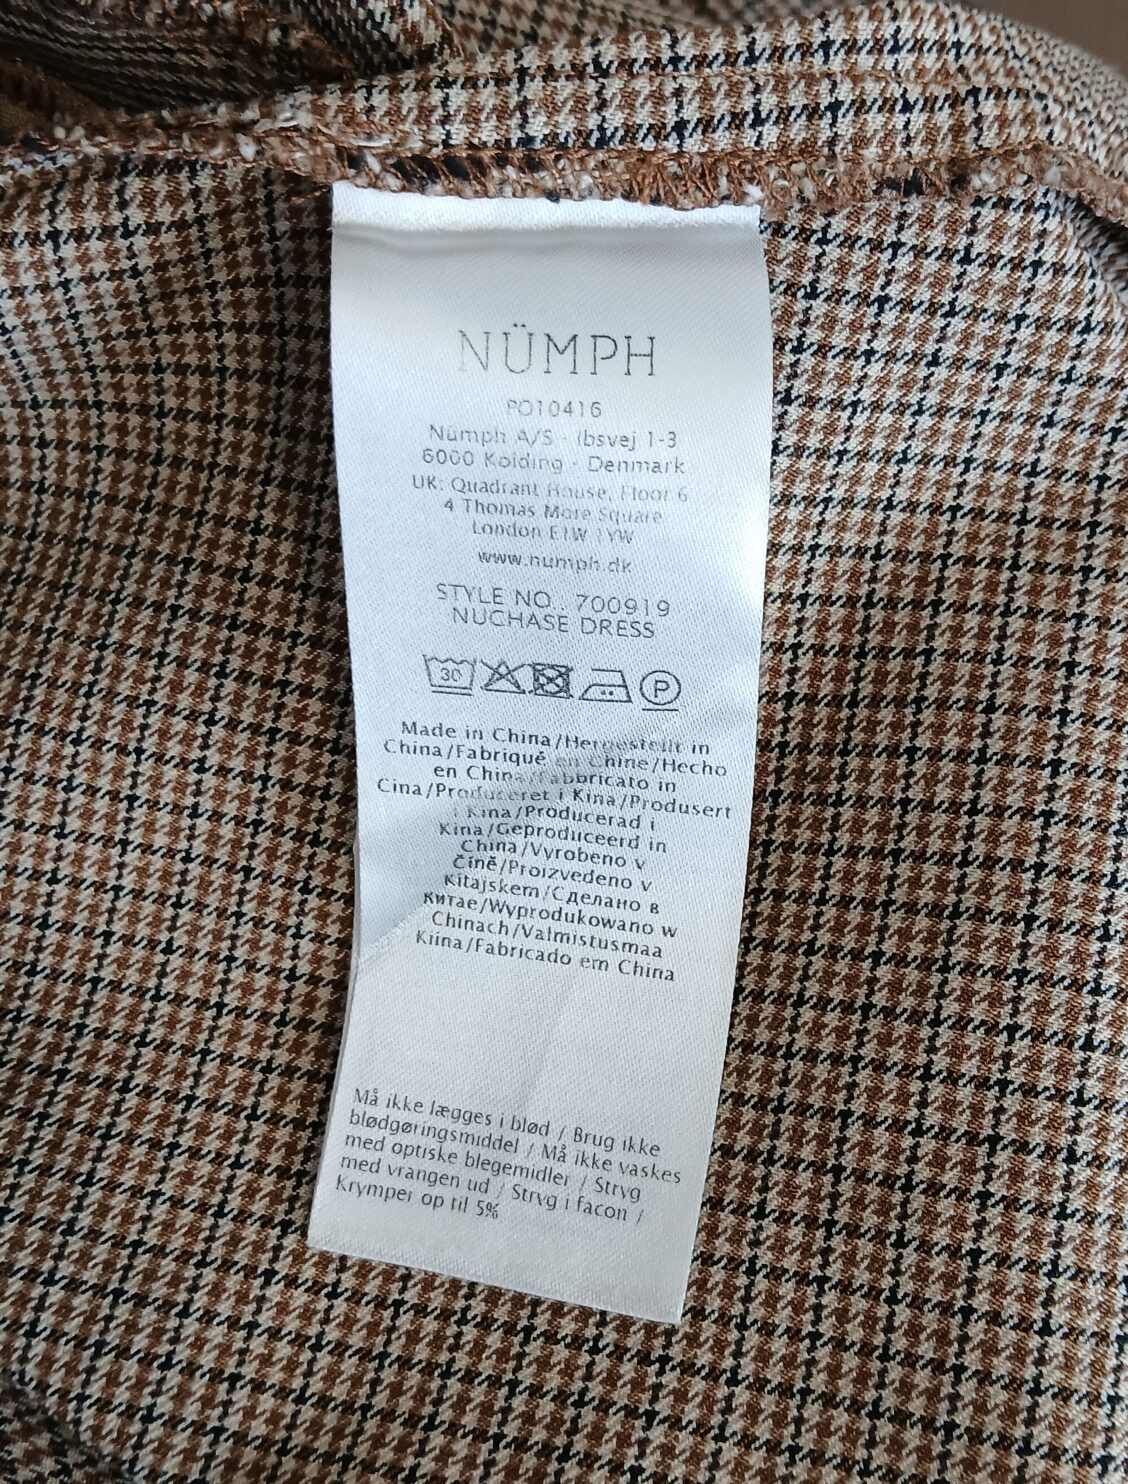 NÜMPH
PO10416
Nümph A/S - Ibsvej 1-3
6000 Kolding - Denmark
UK: Quadrant House, Floor 6
4 Thomas More Square
London E1W 1YW
www.numph.dk
STYLE NO.. 700919
NUCHASE DRESS
30 P
Made in China/Hergestellt in
China/Fabriqué en Chine/Hecho
en China/Fabbricato in
Cina/Produceret i Kina/Produsert
i Kina/Producerad i
Kina/Geproduceerd in
China/Vyrobeno v
Číně/Proizvedeno v
Kitajskem/Сделано в
Китае/Wyprodukowano w
Chinach/Valmistusmaa
Kiina/Fabricado em China
Må ikke lægges i blød / Brug ikke
blødgøringsmiddel / Må ikke vaskes
med optiske blegemidler / Stryg
med vrangen ud / Stryg i facon /
Krymper op til 5%